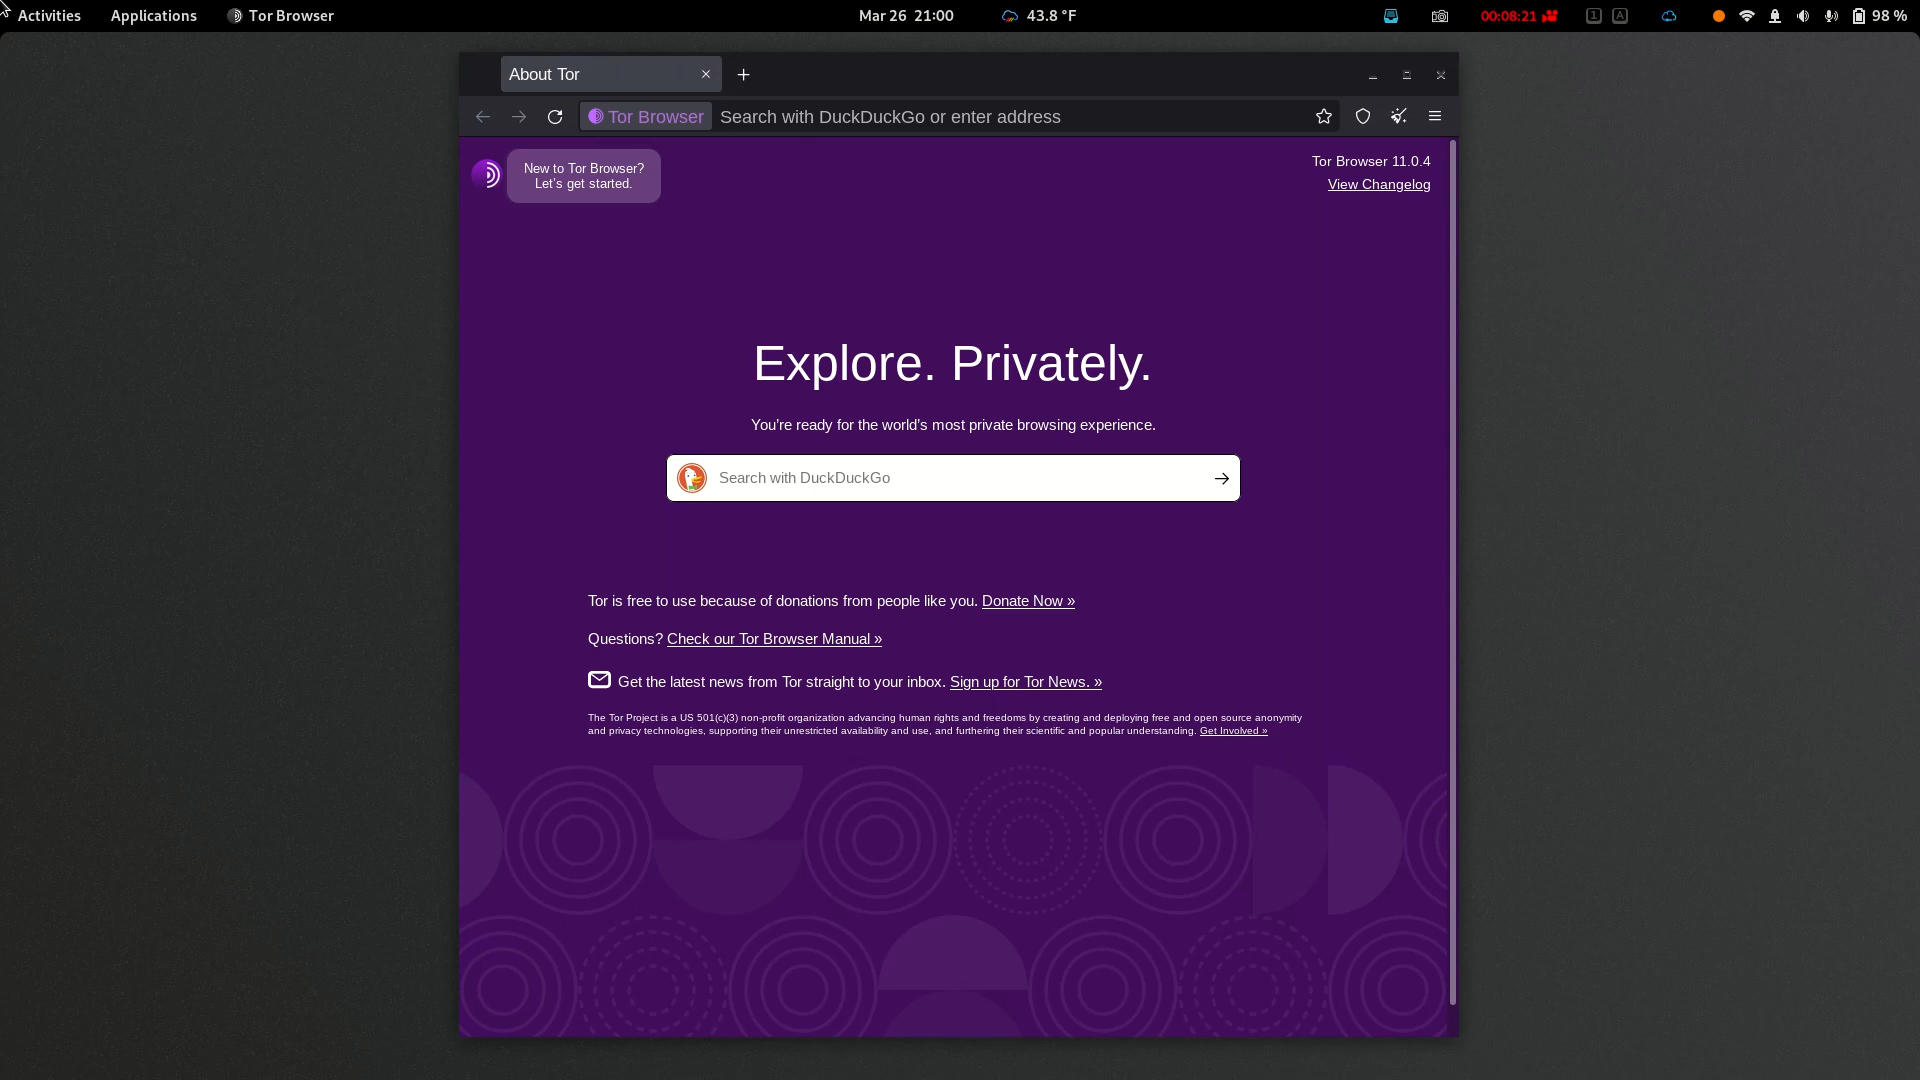 Activities Applications Tor Browser Mar 26 21:00 43.8 °F 00:08:21 1 A 98 %
About Tor
Tor Browser Search with DuckDuckGo or enter address
New to Tor Browser?
Let's get started.
Tor Browser 11.0.4
View Changelog
Explore. Privately.
You're ready for the world's most private browsing experience.
Search with DuckDuckGo
Tor is free to use because of donations from people like you. Donate Now »
Questions? Check our Tor Browser Manual »
Get the latest news from Tor straight to your inbox. Sign up for Tor News. »
The Tor Project is a US 501(c)(3) non-profit organization advancing human rights and freedoms by creating and deploying free and open source anonymity
and privacy technologies, supporting their unrestricted availability and use, and furthering their scientific and popular understanding. Get Involved »